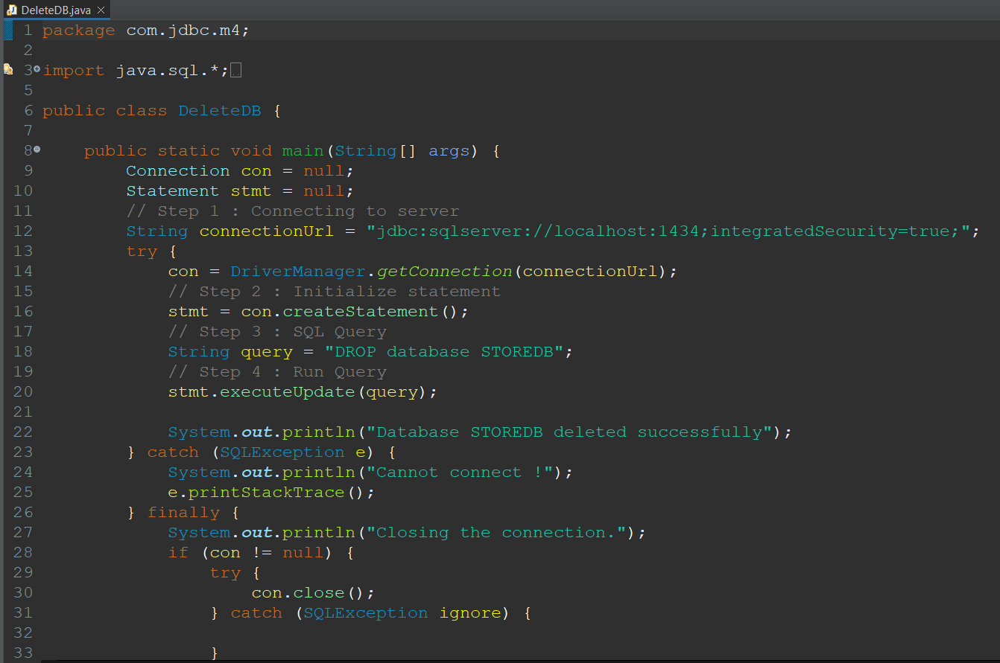 DeleteDB.java
1 package com.jdbc.m4;
2
3 import java.sql.*;
5
6 public class DeleteDB {
7
8     public static void main(String[] args) {
9         Connection con = null;
10         Statement stmt = null;
11         // Step 1 : Connecting to server
12         String connectionUrl = "jdbc:sqlserver://localhost:1434;integratedSecurity=true;";
13         try {
14             con = DriverManager.getConnection(connectionUrl);
15             // Step 2 : Initialize statement
16             stmt = con.createStatement();
17             // Step 3 : SQL Query
18             String query = "DROP database STOREDB";
19             // Step 4 : Run Query
20             stmt.executeUpdate(query);
21
22             System.out.println("Database STOREDB deleted successfully");
23         } catch (SQLException e) {
24             System.out.println("Cannot connect !");
25             e.printStackTrace();
26         } finally {
27             System.out.println("Closing the connection.");
28             if (con != null) {
29                 try {
30                     con.close();
31                 } catch (SQLException ignore) {
32
33                 }